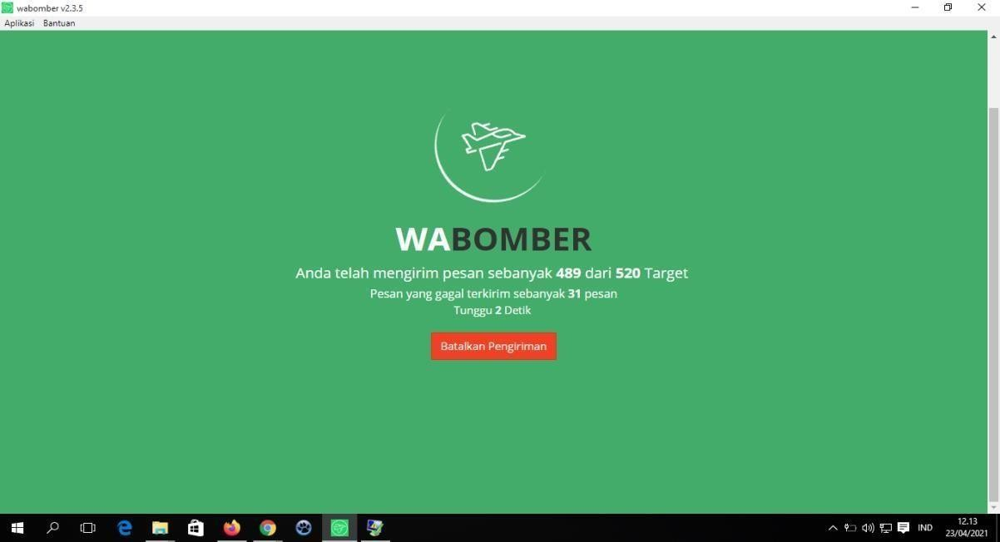 wabomber v2.3.5
Aplikasi Bantuan
WABOMBER
Anda telah mengirim pesan sebanyak 489 dari 520 Target
Pesan yang gagal terkirim sebanyak 31 pesan
Tunggu 2 Detik
Batalkan Pengiriman
IND
12.13
23/04/2021